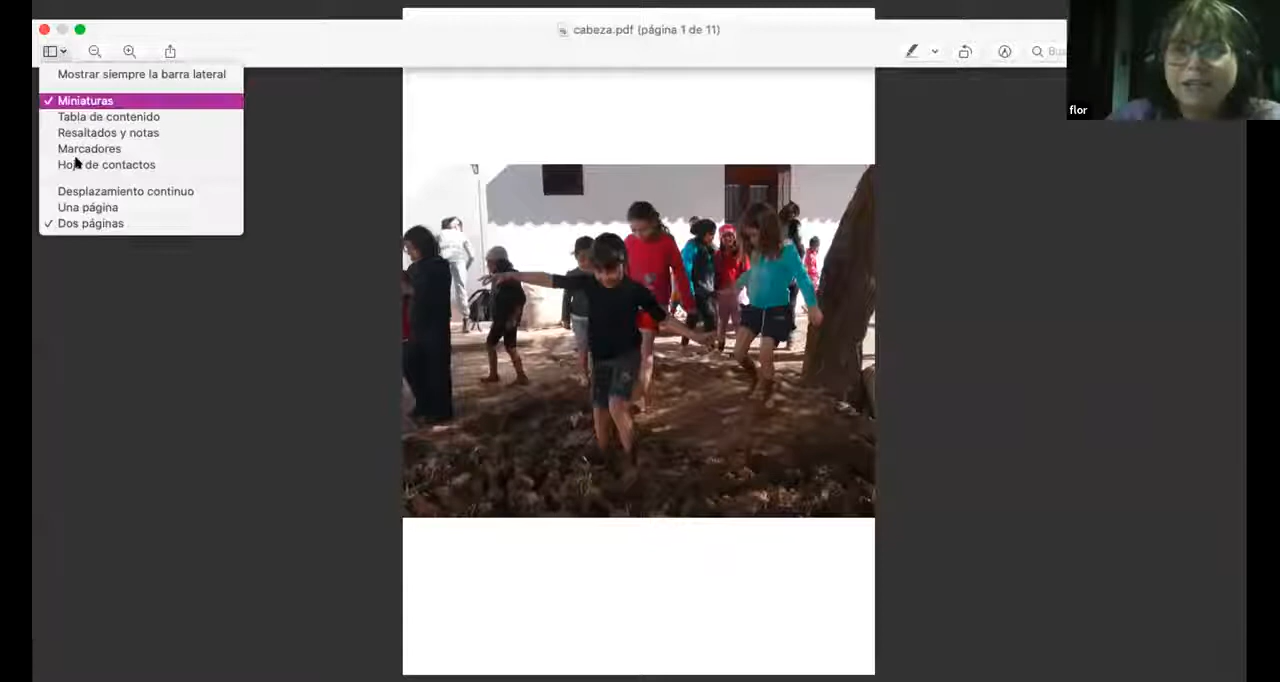 cabeza.pdf (página 1 de 11)
Mostrar siempre la barra lateral
Miniaturas
Tabla de contenido
Resaltados y notas
Marcadores
de contactos
Desplazamiento continuo
Una página
Dos páginas
flor